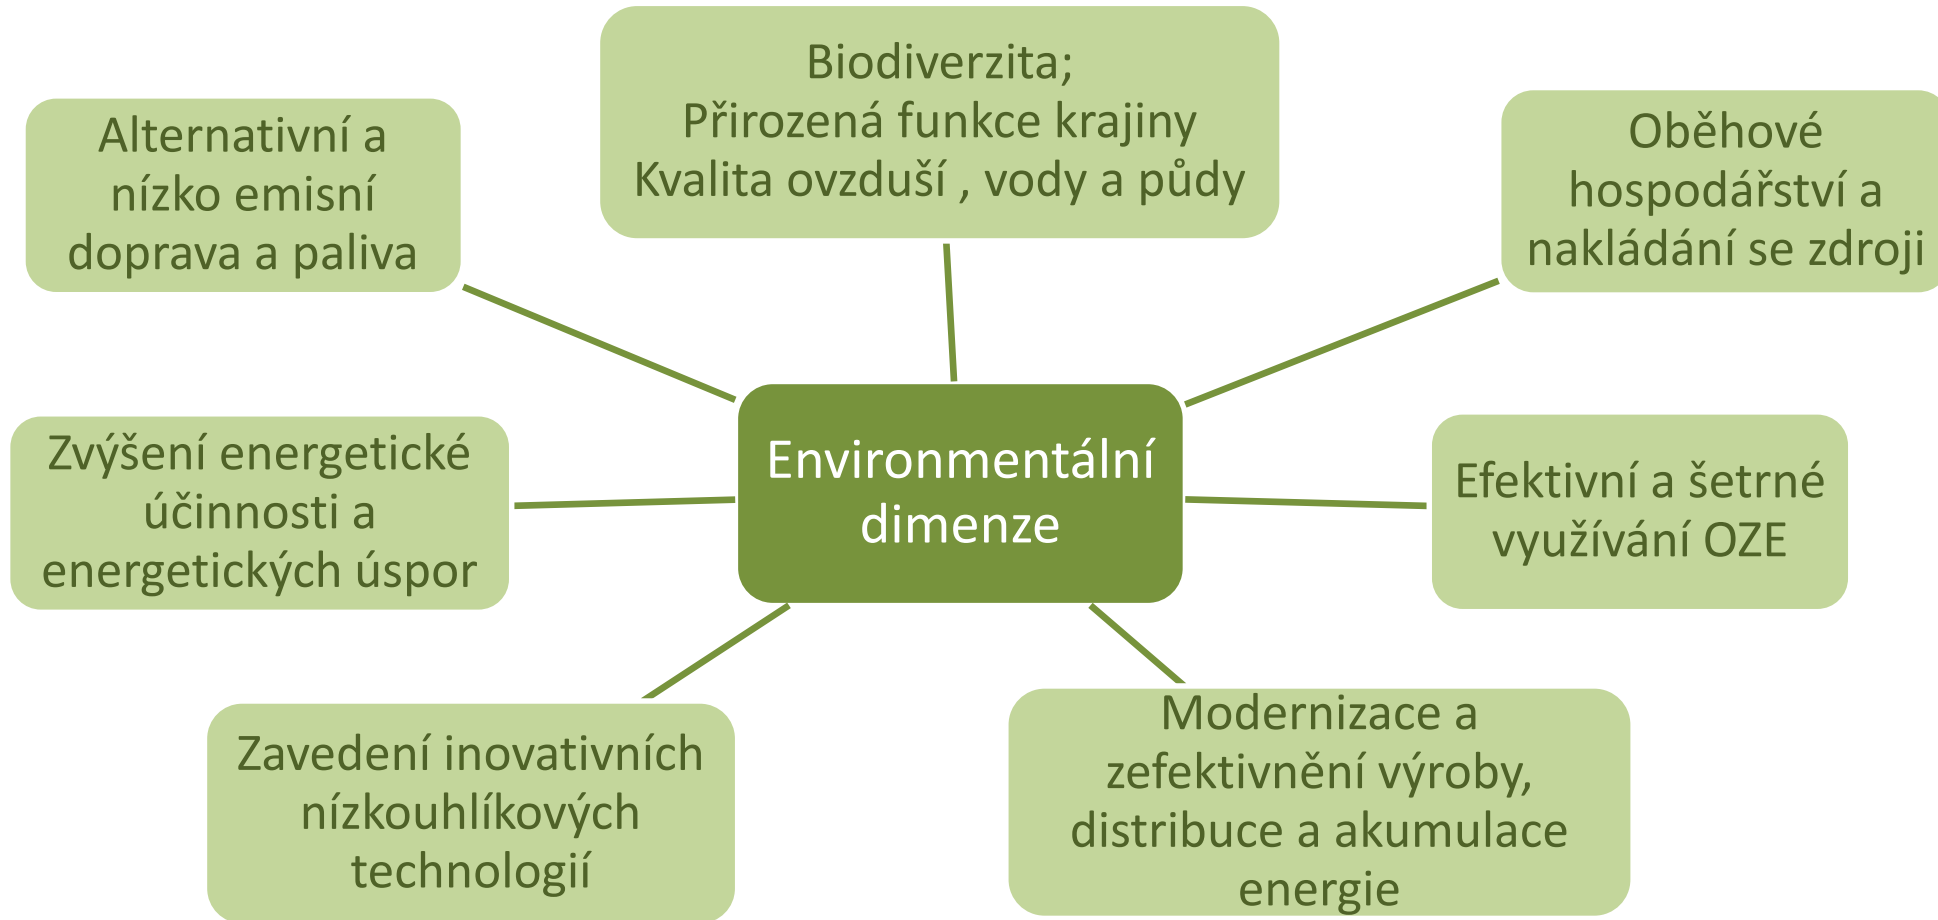 Biodiverzita;
Přirozená funkce krajiny
Kvalita ovzduší , vody a půdy
Alternativní a
nízko emisní
doprava a paliva
Oběhové
hospodářství a
nakládání se zdroji
Environmentální
dimenze
Zvýšení energetické
účinnosti a
energetických úspor
Efektivní a šetrné
využívání OZE
Zavedení inovativních
nízkouhlíkových
technologií
Modernizace a
zefektivnění výroby,
distribuce a akumulace
energie